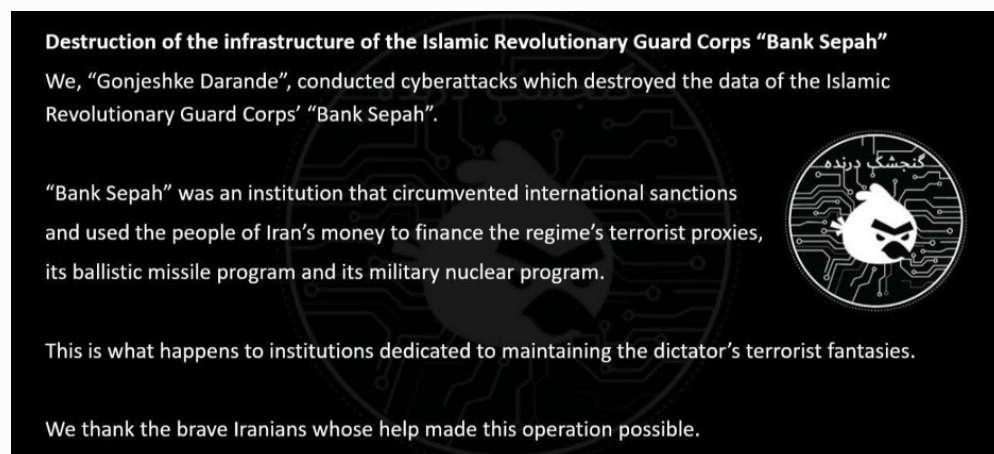 Destruction of the infrastructure of the Islamic Revolutionary Guard Corps “Bank Sepah”
We, “Gonjeshke Darande”, conducted cyberattacks which destroyed the data of the Islamic
Revolutionary Guard Corps’ “Bank Sepah”.
گنجشک درنده
“Bank Sepah” was an institution that circumvented international sanctions
and used the people of Iran’s money to finance the regime’s terrorist proxies,
its ballistic missile program and its military nuclear program.
This is what happens to institutions dedicated to maintaining the dictator’s terrorist fantasies.
We thank the brave Iranians whose help made this operation possible.